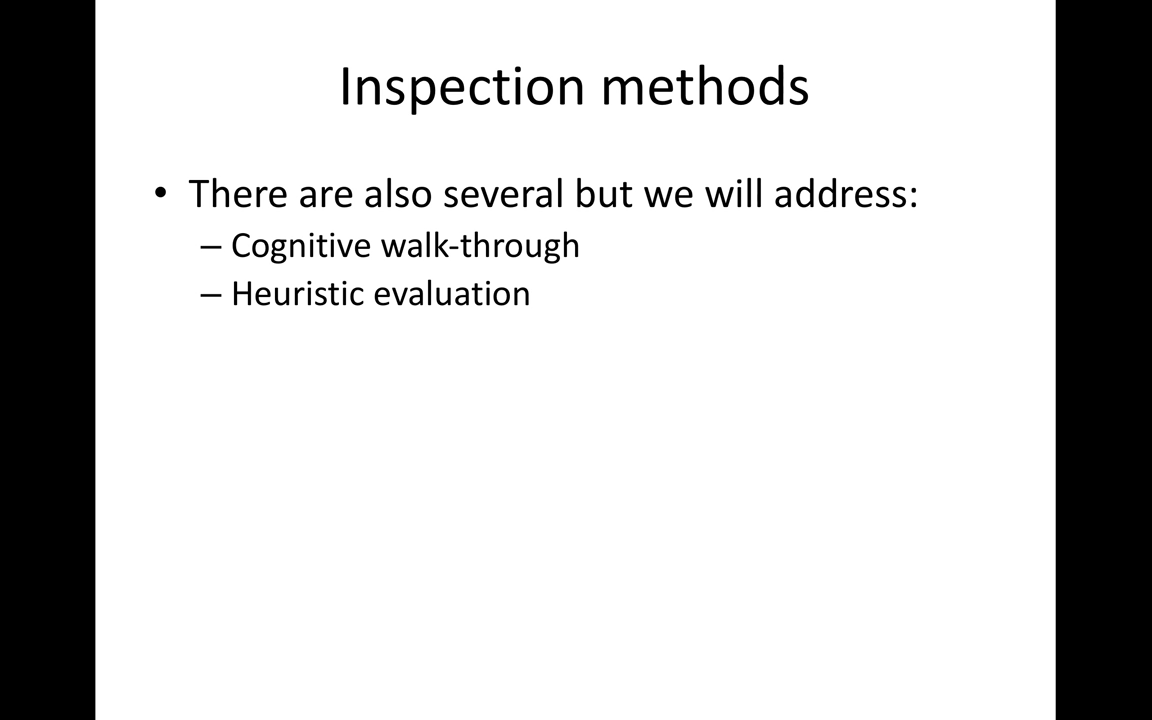 Inspection methods
• There are also several but we will address:
– Cognitive walk-through
– Heuristic evaluation